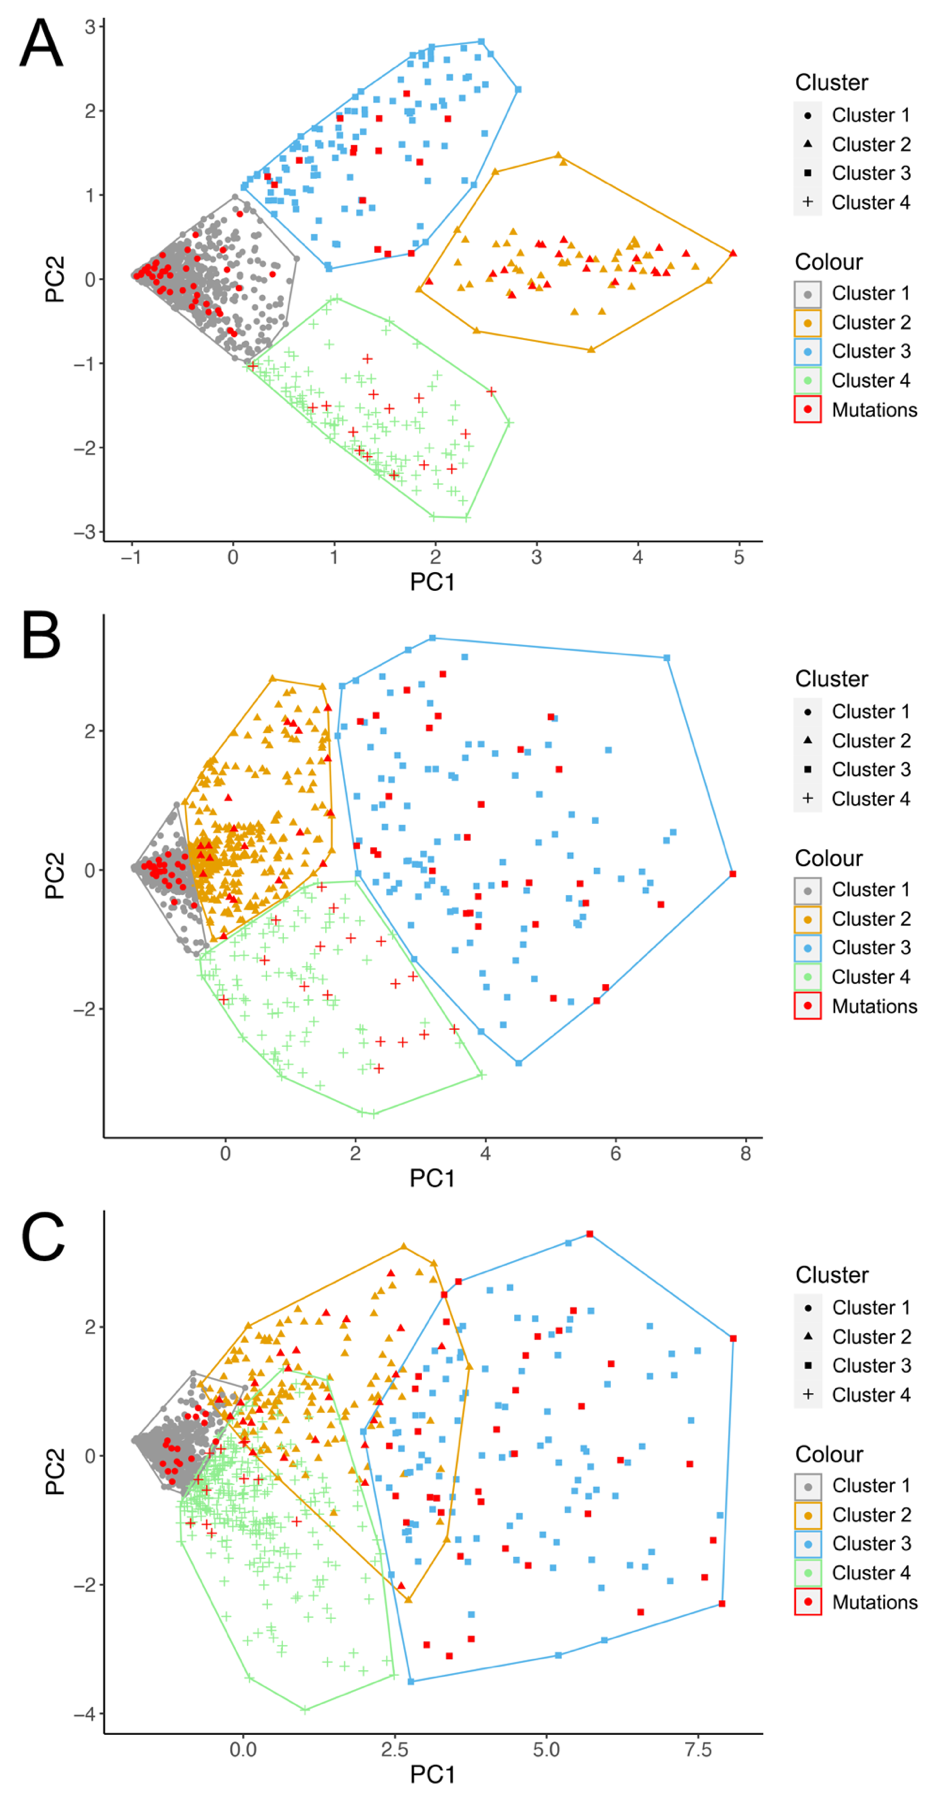 A
3
2
1
0
−1
−2
−3
PC2
−1 0 1 2 3 4 5
PC1
Cluster
Cluster 1
Cluster 2
Cluster 3
Cluster 4
Colour
Cluster 1
Cluster 2
Cluster 3
Cluster 4
Mutations
B
2
0
−2
PC2
0 2 4 6 8
PC1
Cluster
Cluster 1
Cluster 2
Cluster 3
Cluster 4
Colour
Cluster 1
Cluster 2
Cluster 3
Cluster 4
Mutations
C
2
0
−2
−4
PC2
0.0 2.5 5.0 7.5
PC1
Cluster
Cluster 1
Cluster 2
Cluster 3
Cluster 4
Colour
Cluster 1
Cluster 2
Cluster 3
Cluster 4
Mutations